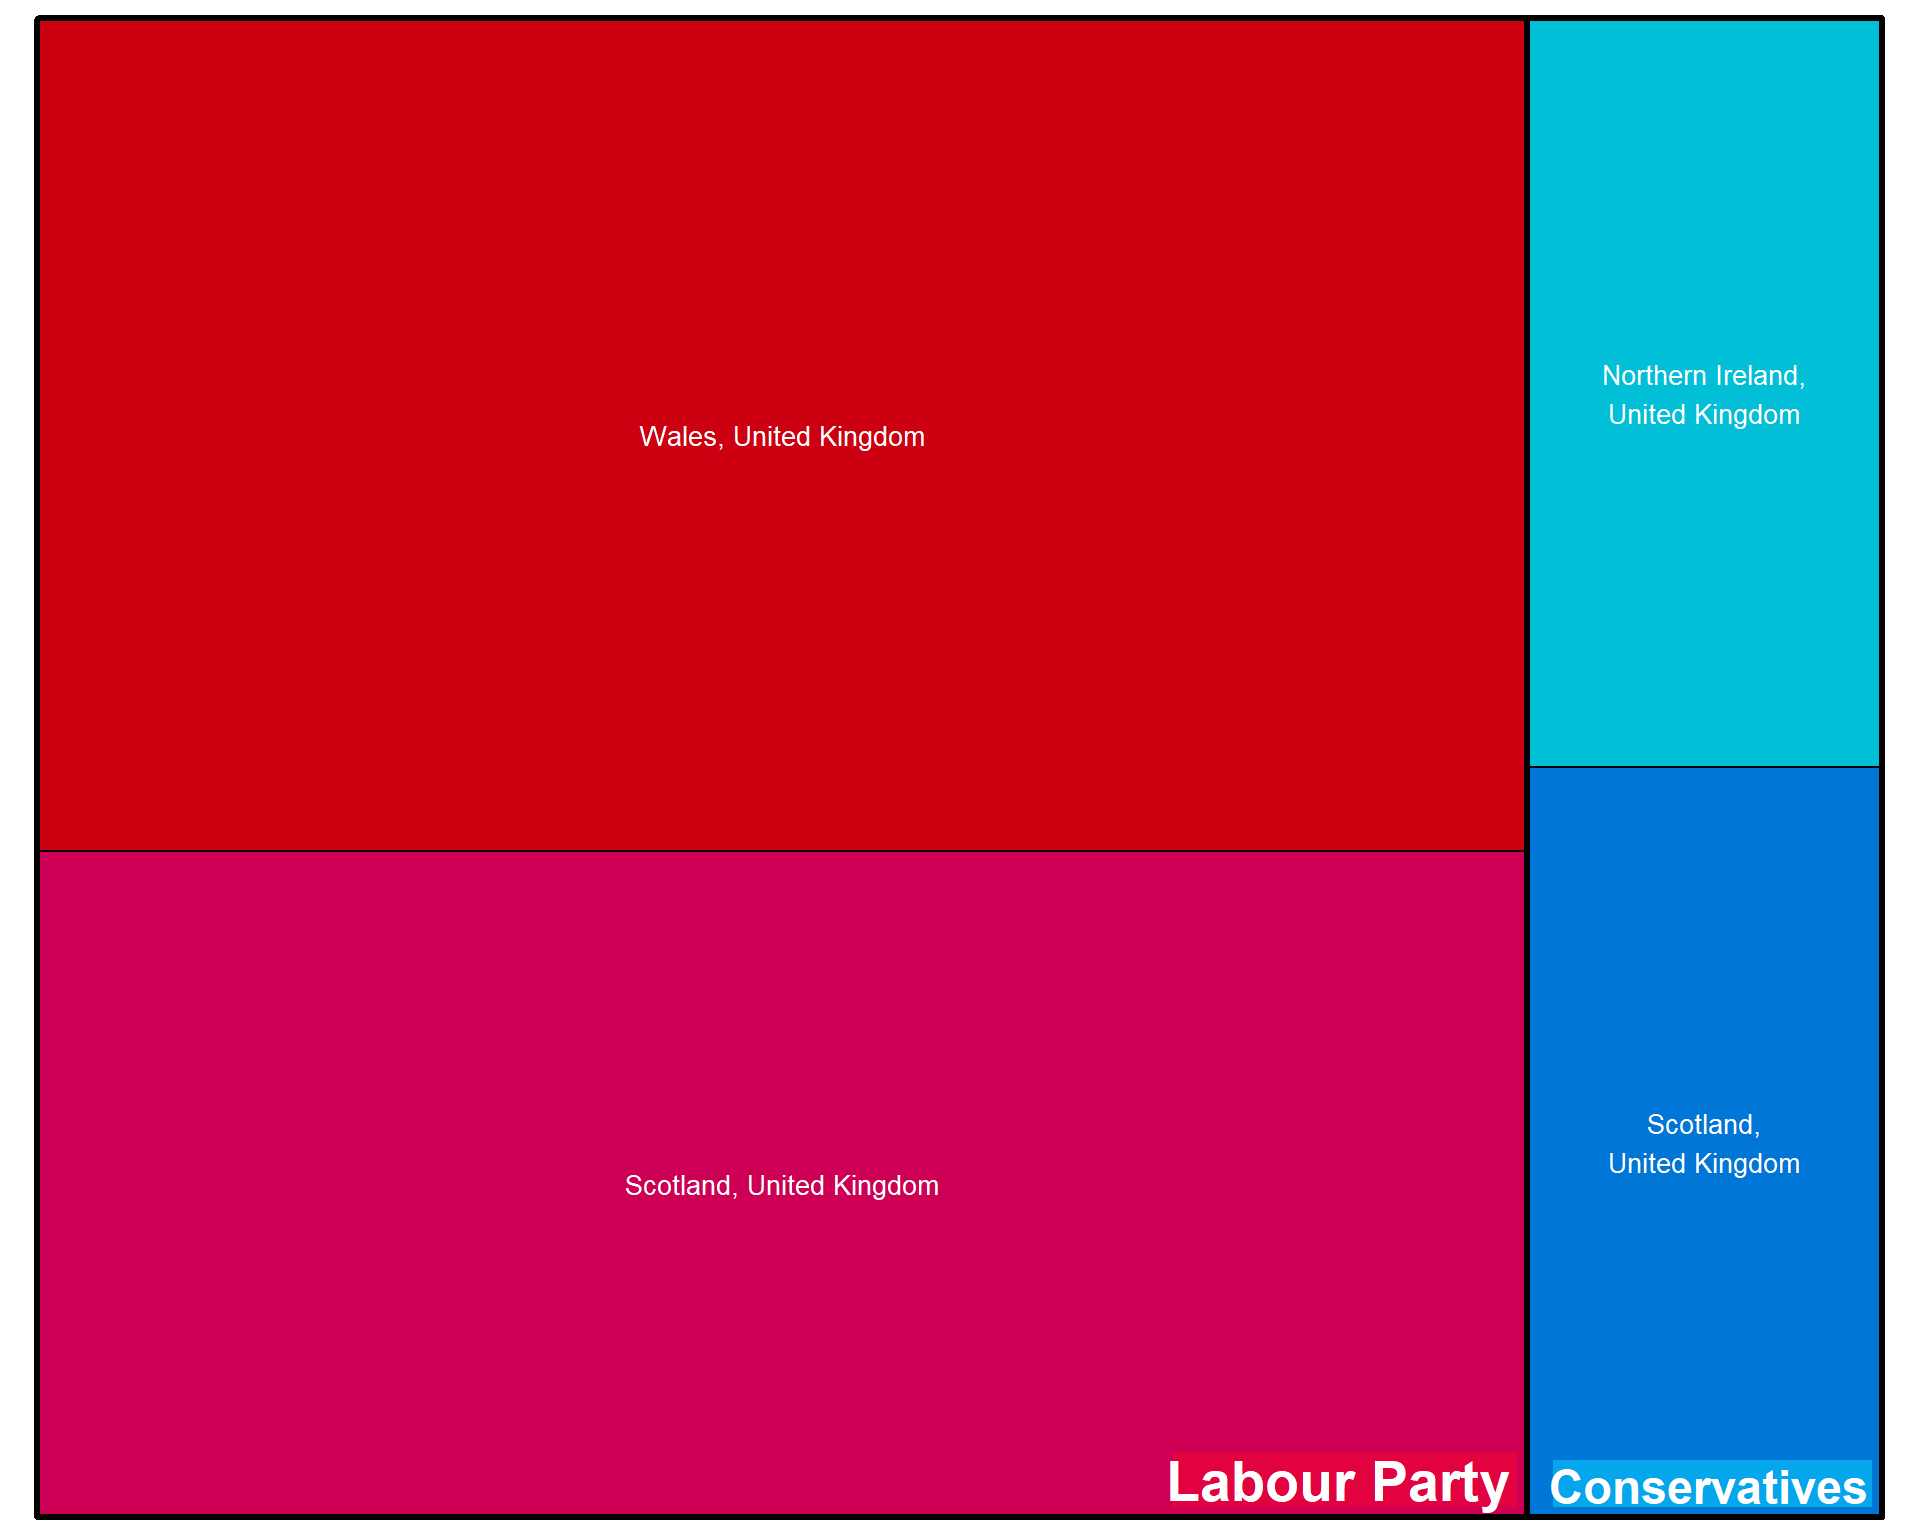 Wales, United Kingdom
Scotland, United Kingdom
Labour Party
Northern Ireland,
United Kingdom
Scotland,
United Kingdom
Conservatives